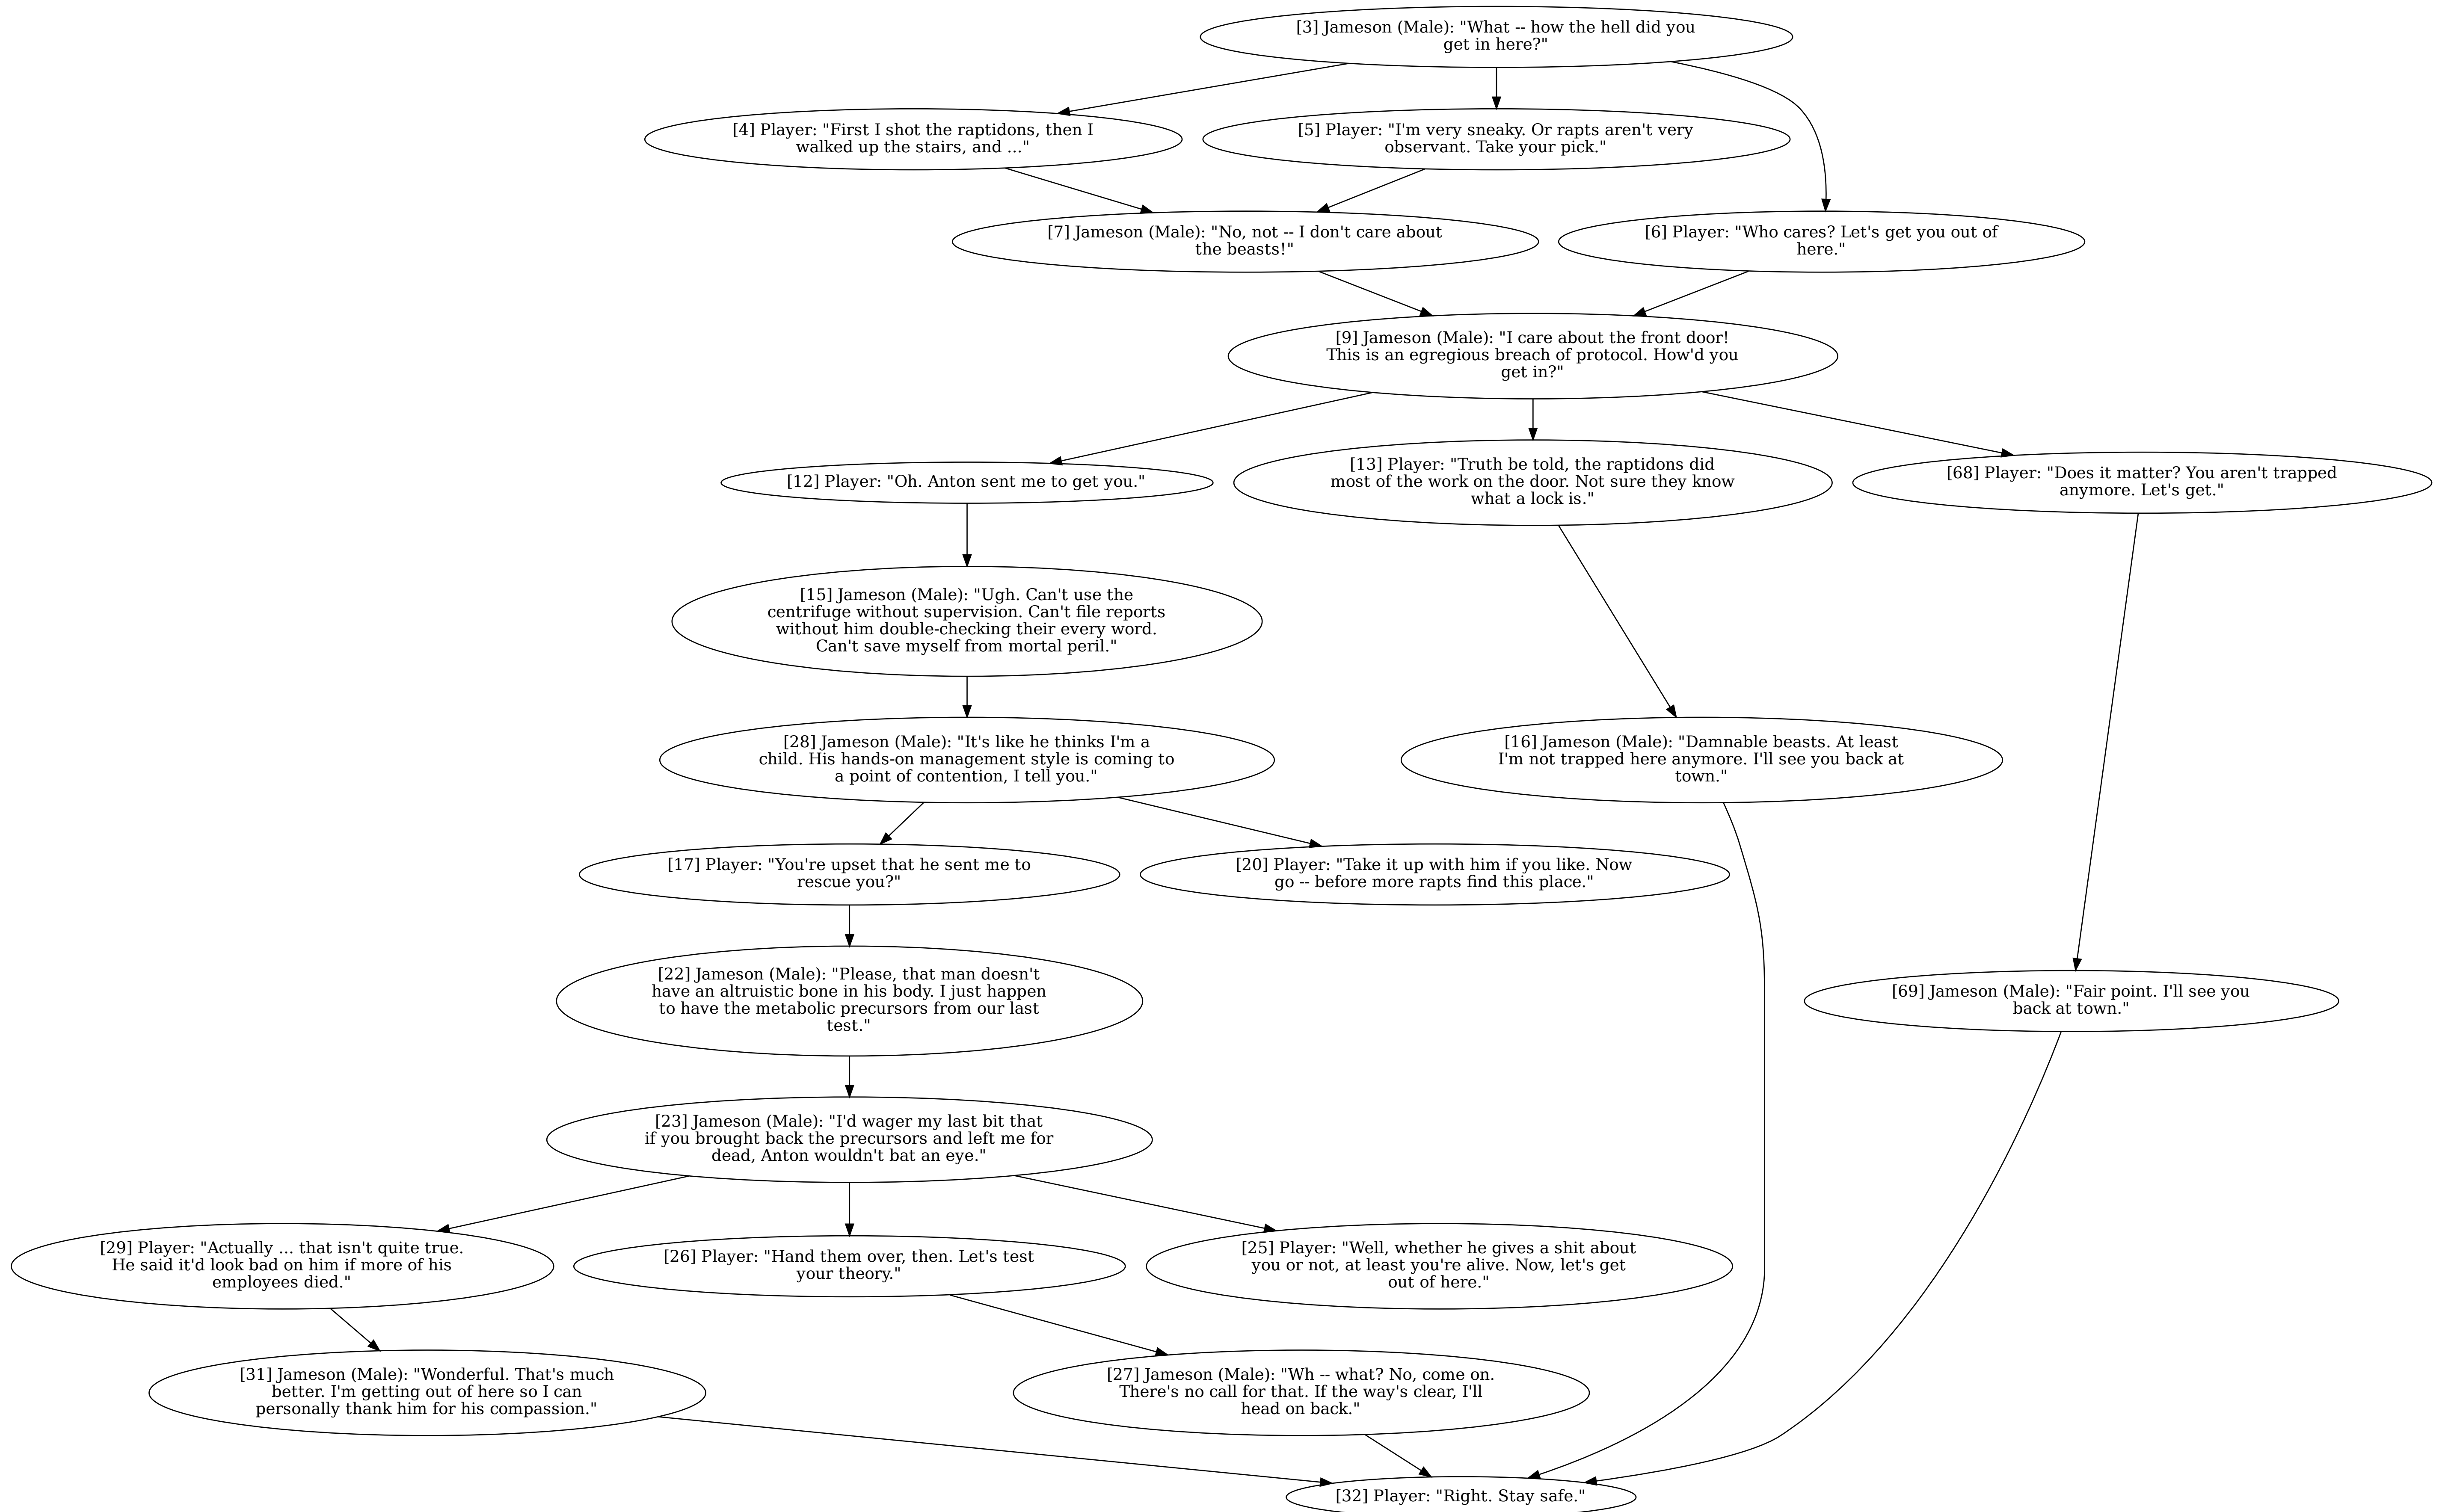 [3] Jameson (Male): "What -- how the hell did you
get in here?"
[4] Player: "First I shot the raptidons, then I
walked up the stairs, and ..."
[5] Player: "I'm very sneaky. Or rapts aren't very
observant. Take your pick."
[7] Jameson (Male): "No, not -- I don't care about
the beasts!"
[6] Player: "Who cares? Let's get you out of
here."
[9] Jameson (Male): "I care about the front door!
This is an egregious breach of protocol. How'd you
get in?"
[12] Player: "Oh. Anton sent me to get you."
[13] Player: "Truth be told, the raptidons did
most of the work on the door. Not sure they know
what a lock is."
[68] Player: "Does it matter? You aren't trapped
anymore. Let's get."
[15] Jameson (Male): "Ugh. Can't use the
centrifuge without supervision. Can't file reports
without him double-checking their every word.
Can't save myself from mortal peril."
[28] Jameson (Male): "It's like he thinks I'm a
child. His hands-on management style is coming to
a point of contention, I tell you."
[16] Jameson (Male): "Damnable beasts. At least
I'm not trapped here anymore. I'll see you back at
town."
[17] Player: "You're upset that he sent me to
rescue you?"
[20] Player: "Take it up with him if you like. Now
go -- before more rapts find this place."
[22] Jameson (Male): "Please, that man doesn't
have an altruistic bone in his body. I just happen
to have the metabolic precursors from our last
test."
[69] Jameson (Male): "Fair point. I'll see you
back at town."
[23] Jameson (Male): "I'd wager my last bit that
if you brought back the precursors and left me for
dead, Anton wouldn't bat an eye."
[29] Player: "Actually ... that isn't quite true.
He said it'd look bad on him if more of his
employees died."
[26] Player: "Hand them over, then. Let's test
your theory."
[25] Player: "Well, whether he gives a shit about
you or not, at least you're alive. Now, let's get
out of here."
[31] Jameson (Male): "Wonderful. That's much
better. I'm getting out of here so I can
personally thank him for his compassion."
[27] Jameson (Male): "Wh -- what? No, come on.
There's no call for that. If the way's clear, I'll
head on back."
[32] Player: "Right. Stay safe."